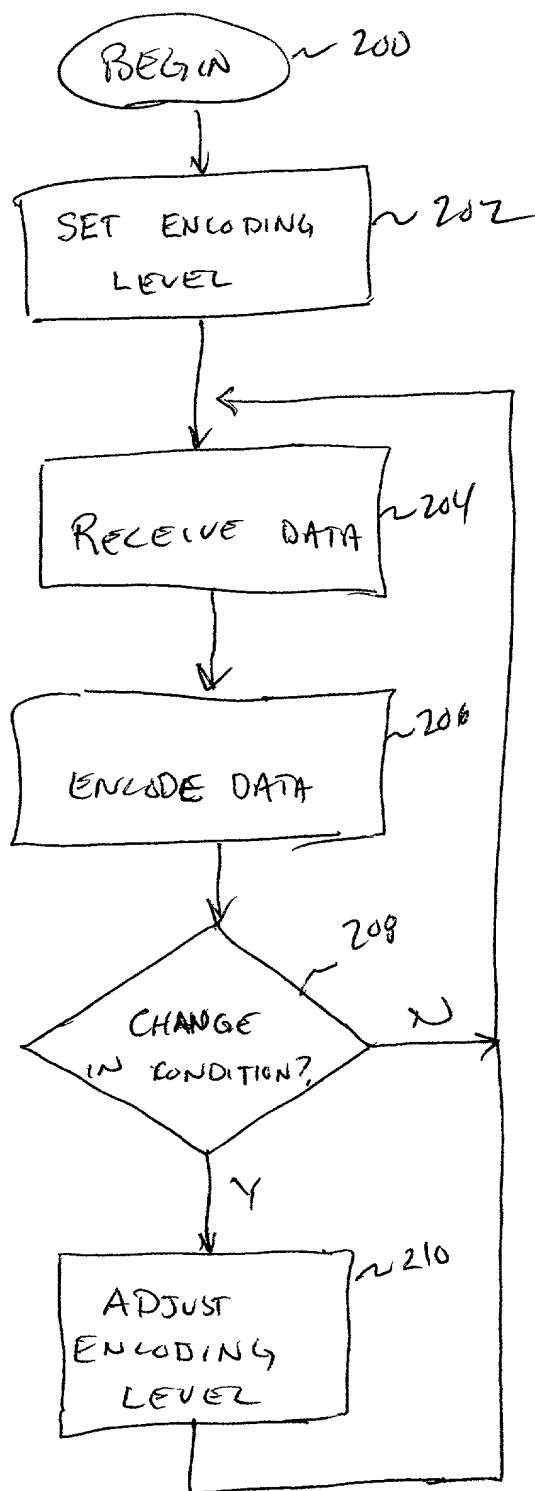 BEGIN
200
SET ENCODING
LEVEL
202
RECEIVE DATA
204
ENCODE DATA
206
CHANGE
IN CONDITION?
208
N
Y
ADJUST
ENCODING
LEVEL
210